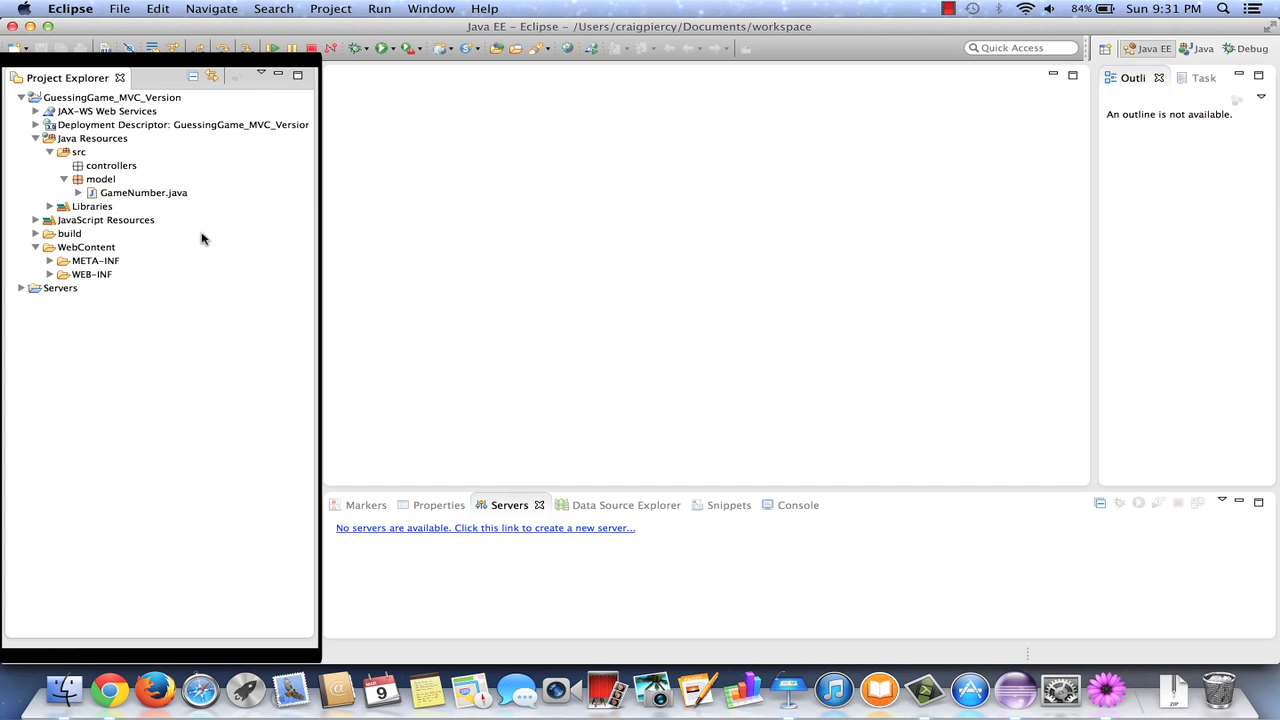 Eclipse File Edit Navigate Search Project Run Window Help 84% Sun 9:31 PM
Java EE - Eclipse - /Users/craigpiercy/Documents/workspace
Quick Access Java EE Java Debug
Project Explorer
GuessingGame_MVC_Version
JAX-WS Web Services
Deployment Descriptor: GuessingGame_MVC_Version
Java Resources
src
controllers
model
GameNumber.java
Libraries
JavaScript Resources
build
WebContent
META-INF
WEB-INF
Servers
Outli Task
An outline is not available.
Markers Properties Servers Data Source Explorer Snippets Console
No servers are available. Click this link to create a new server...
MAR
9
ZIP